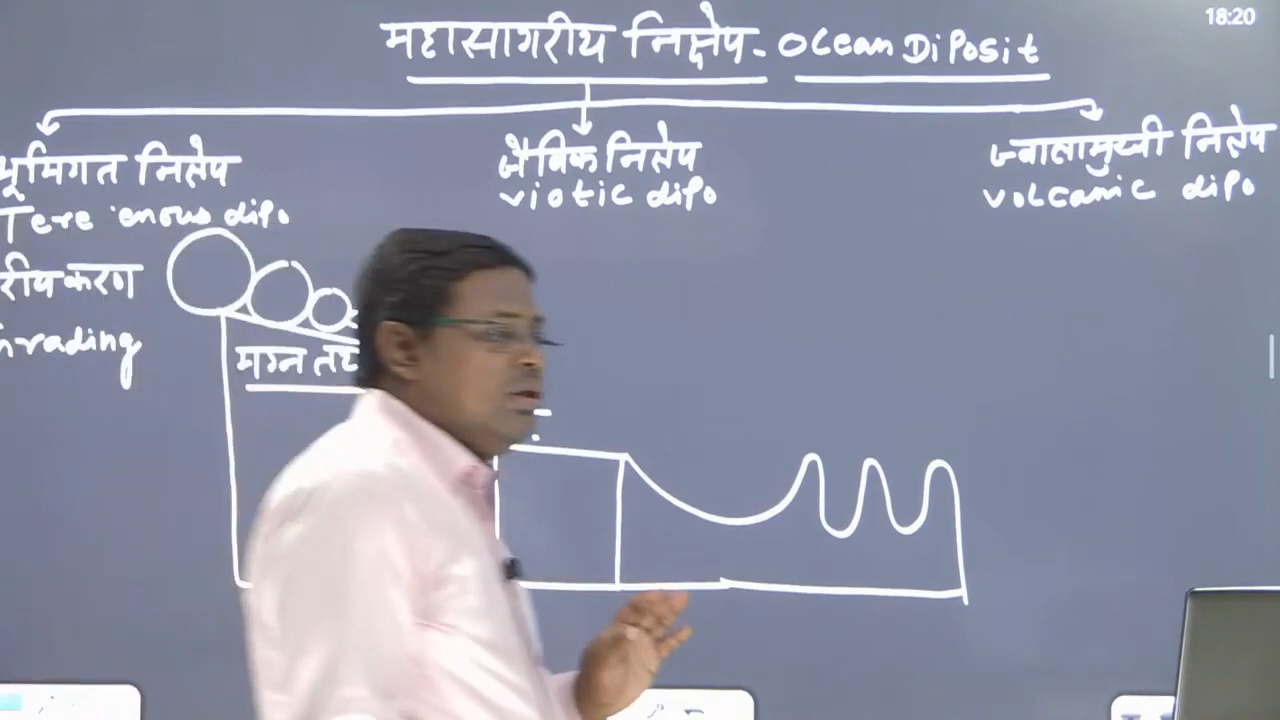 18:20
महासागरीय निक्षेप - Ocean Diposit
भूमिगत निक्षेप
Tere enous dipo
जैविक निक्षेप
viotic dipo
ज्वालामुखी निक्षेप
volcanic dipo
रीयकरण
rading
मग्न तट